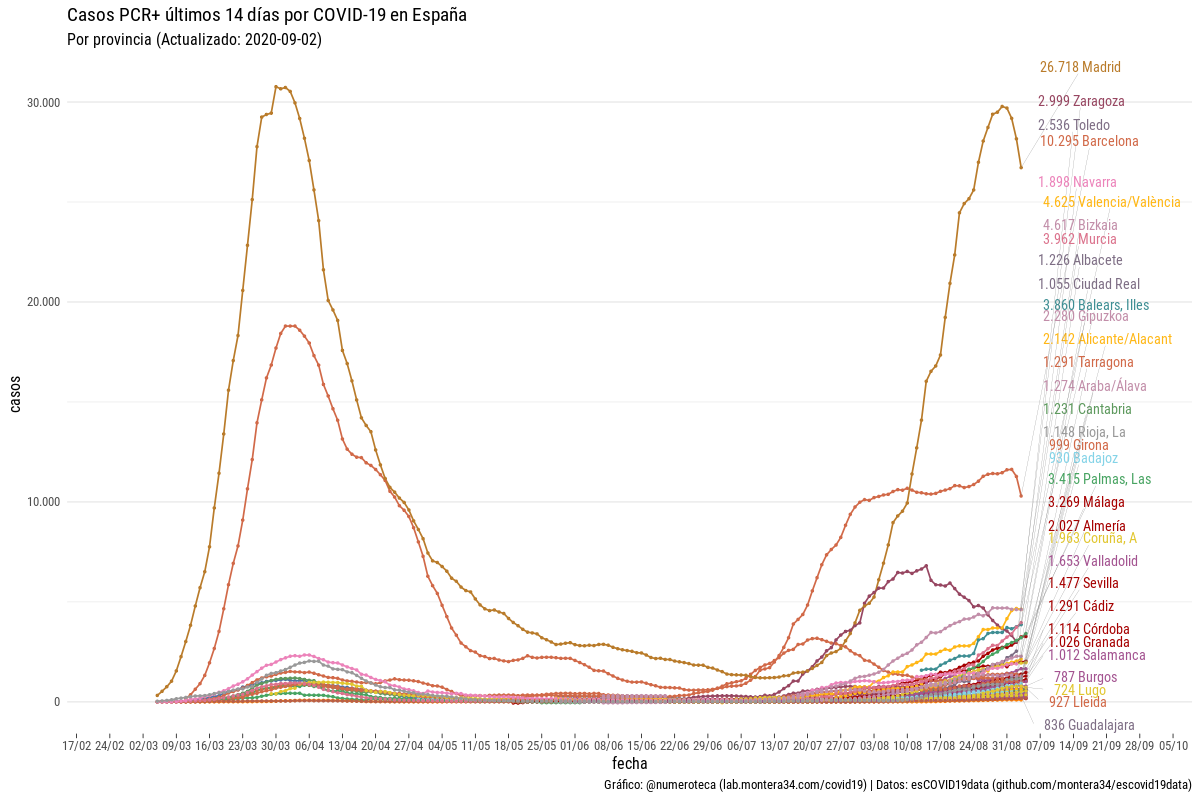 Casos PCR+ últimos 14 días por COVID-19 en España
Por provincia (Actualizado: 2020-09-02)
26.718 Madrid
30.000
2.999 Zaragoza
2.536 Toledo
10.295 Barcelona
1.898 Navarra
4.625 Valencia/València
4.617 Bizkaia
3.962 Murcia
1.226 Albacete
1.055 Ciudad Real
20.000
3.860 Balears, Illes
2.280 Gipuzkoa
2.142 Alicante/Alacant
1.291 Tarragona
1.274 Araba/Álava
casos
1.231 Cantabria
1.148 Rioja, La
999 Girona
930 Badajoz
3.415 Palmas, Las
10.000
3.269 Málaga
2.027 Almería
1.963 Coruña, A
1.653 Valladolid
1.477 Sevilla
1.291 Cádiz
1.114 Córdoba
1.026 Granada
1.012 Salamanca
787 Burgos
724 Lugo
0
927 Lleida
836 Guadalajara
17/02 24/02 02/03 09/03 16/03 23/03 30/03 06/04 13/04 20/04 27/04 04/05 11/05 18/05 25/05 01/06 08/06 15/06 22/06 29/06 06/07 13/07 20/07 27/07 03/08 10/08 17/08 24/08 31/08 07/09 14/09 21/09 28/09 05/10
fecha
Gráfico: @numeroteca (lab.montera34.com/covid19) | Datos: esCOVID19data (github.com/montera34/escovid19data)